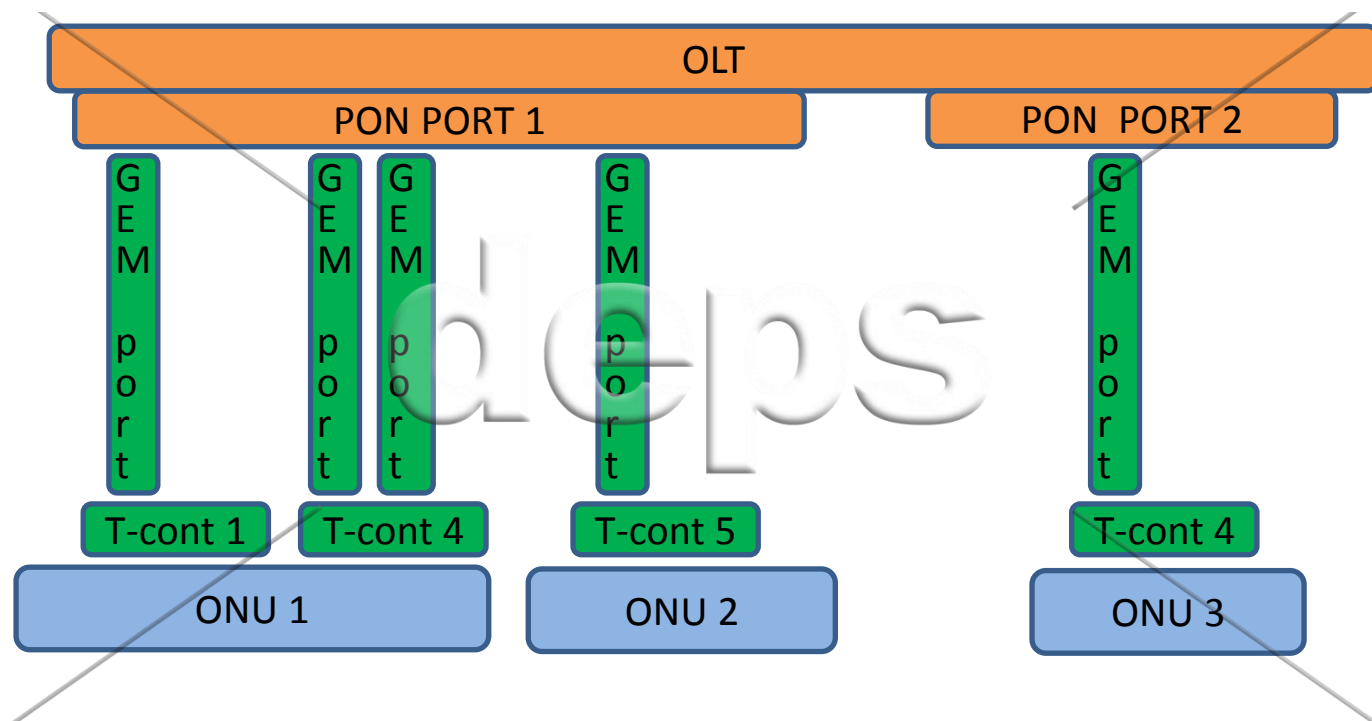 OLT
PON PORT 1
PON PORT 2
GEM port
GEM port
GEM port
GEM port
GEM port
deps
T-cont 1
T-cont 4
T-cont 5
T-cont 4
ONU 1
ONU 2
ONU 3